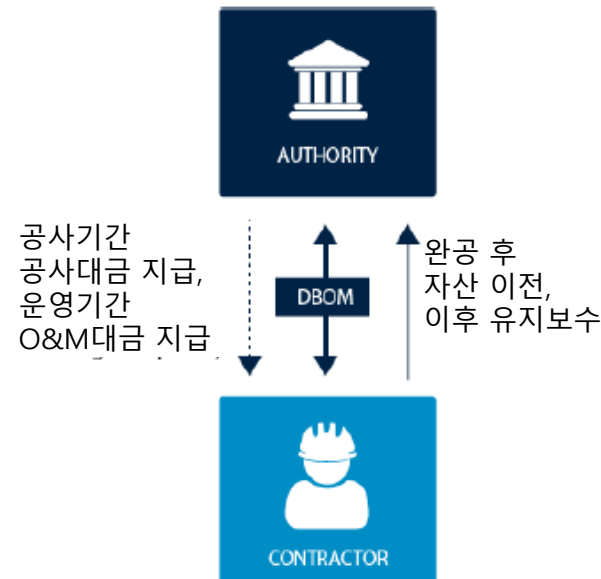 AUTHORITY
공사기간
공사대금 지급,
운영기간
O&M대금 지급
DBOM
완공 후
자산 이전,
이후 유지보수
CONTRACTOR